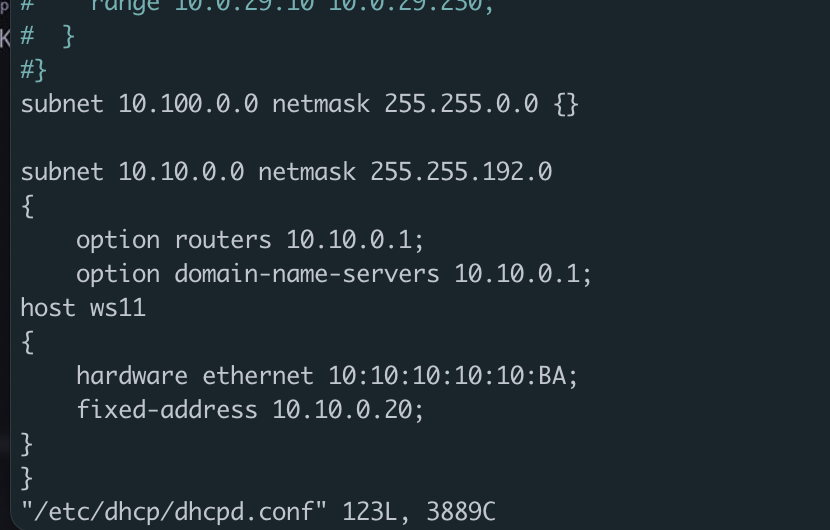 #    range 10.0.29.10 10.0.29.230;
#  }
#}
subnet 10.100.0.0 netmask 255.255.0.0 {}

subnet 10.10.0.0 netmask 255.255.192.0
{
    option routers 10.10.0.1;
    option domain-name-servers 10.10.0.1;
host ws11
{
    hardware ethernet 10:10:10:10:10:BA;
    fixed-address 10.10.0.20;
}
}
"/etc/dhcp/dhcpd.conf" 123L, 3889C